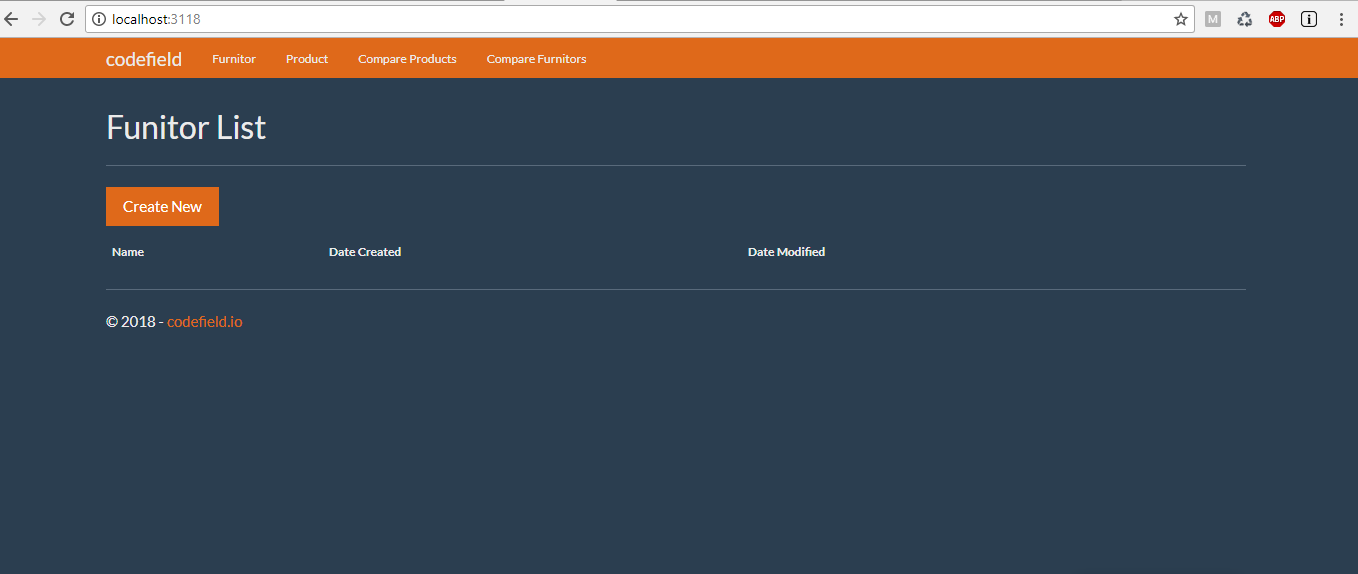 localhost:3118
M
ABP
codefield Furnitor Product Compare Products Compare Furnitors
Funitor List
Create New
Name Date Created Date Modified
© 2018 - codefield.io